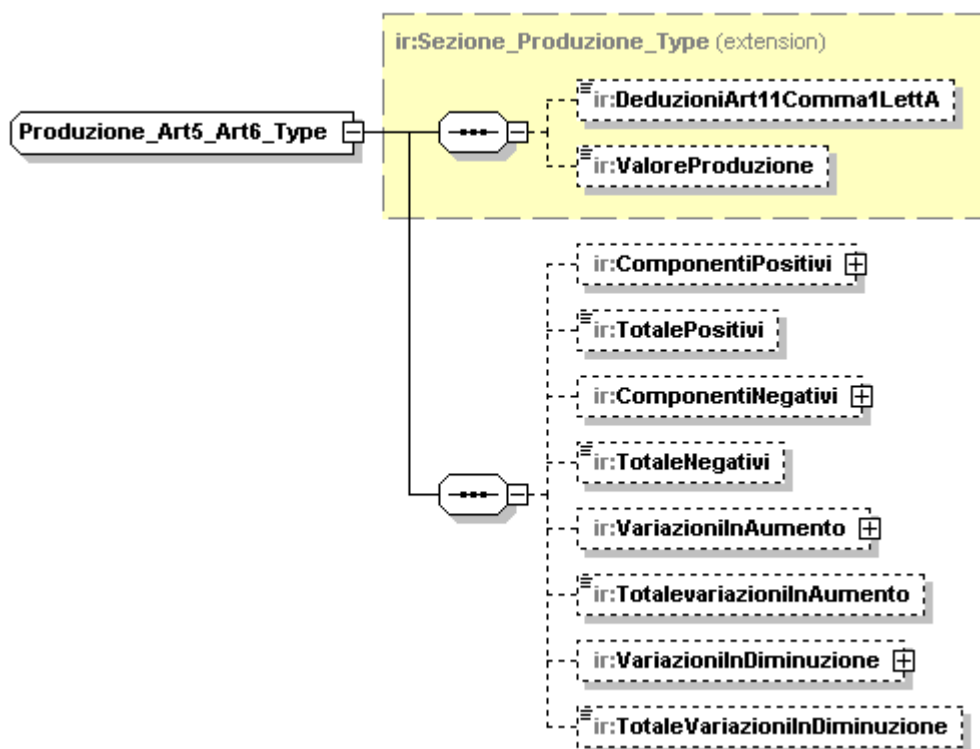 ir:Sezione_Produzione_Type (extension)
ir:DeduzioniArt11Comma1LettA
Produzione_Art5_Art6_Type
ir:ValoreProduzione
ir:ComponentiPositivi
ir:TotalePositivi
ir:ComponentiNegativi
ir:TotaleNegativi
ir:VariazioniInAumento
ir:TotalevariazioniInAumento
ir:VariazioniInDiminuzione
ir:TotaleVariazioniInDiminuzione